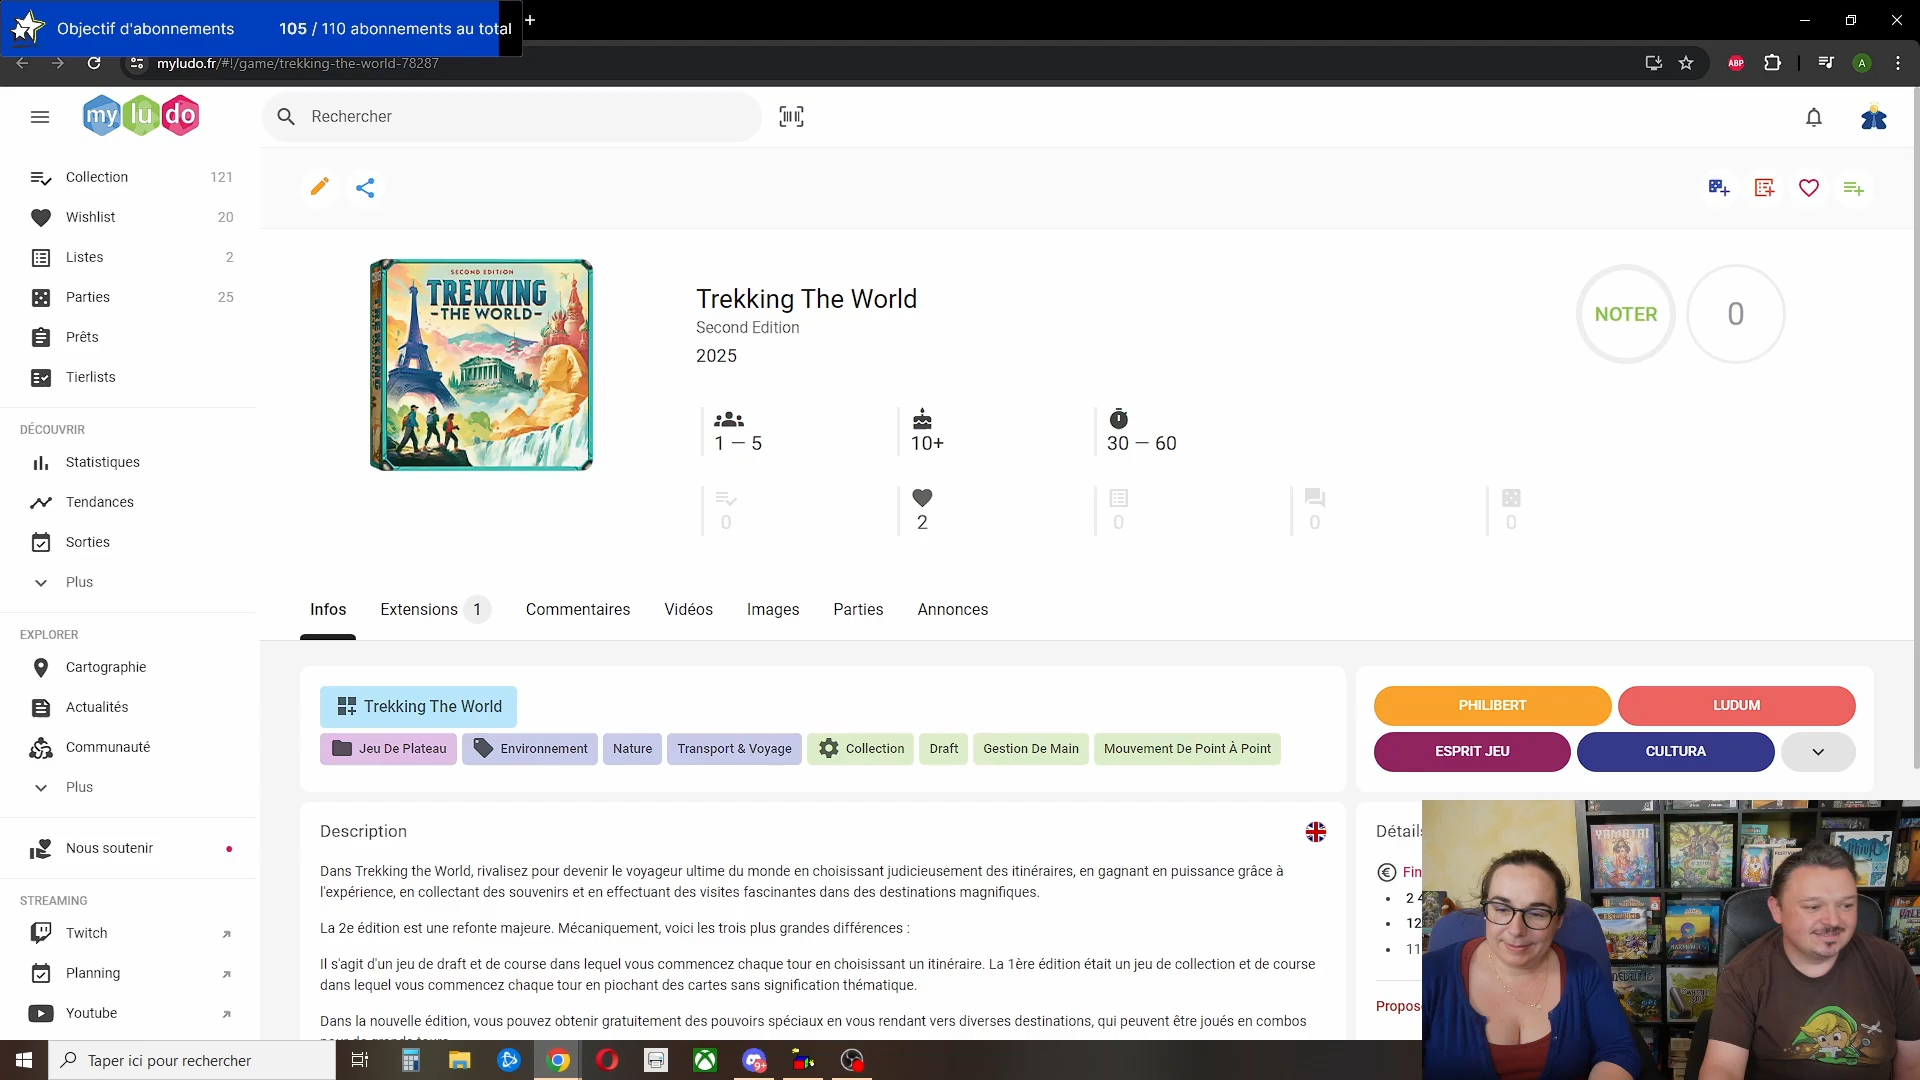 Objectif d'abonnements 105 / 110 abonnements au total
myludo.fr/#!/game/trekking-the-world-78287
ABP
A
my lu do
Rechercher
Collection 121
Wishlist 20
Listes 2
Parties 25
Prêts
Tierlists
DÉCOUVRIR
Statistiques
Tendances
Sorties
Plus
EXPLORER
Cartographie
Actualités
Communauté
Plus
Nous soutenir
STREAMING
Twitch
Planning
Youtube
SECOND EDITION
TREKKING
-THE WORLD-
Trekking The World
Second Edition
2025
NOTER
0
1 — 5
10+
30 — 60
0
2
0
0
0
Infos
Extensions 1
Commentaires
Vidéos
Images
Parties
Annonces
Trekking The World
Jeu De Plateau
Environnement
Nature
Transport & Voyage
Collection
Draft
Gestion De Main
Mouvement De Point À Point
PHILIBERT
LUDUM
ESPRIT JEU
CULTURA
Description
Dans Trekking the World, rivalisez pour devenir le voyageur ultime du monde en choisissant judicieusement des itinéraires, en gagnant en puissance grâce à
l'expérience, en collectant des souvenirs et en effectuant des visites fascinantes dans des destinations magnifiques.
La 2e édition est une refonte majeure. Mécaniquement, voici les trois plus grandes différences :
Il s'agit d'un jeu de draft et de course dans lequel vous commencez chaque tour en choisissant un itinéraire. La 1ère édition était un jeu de collection et de course
dans lequel vous commencez chaque tour en piochant des cartes sans signification thématique.
Dans la nouvelle édition, vous pouvez obtenir gratuitement des pouvoirs spéciaux en vous rendant vers diverses destinations, qui peuvent être joués en combos
Détails
Fin
2 4
12
11
Propos
YAMATAI
Taper ici pour rechercher
9+